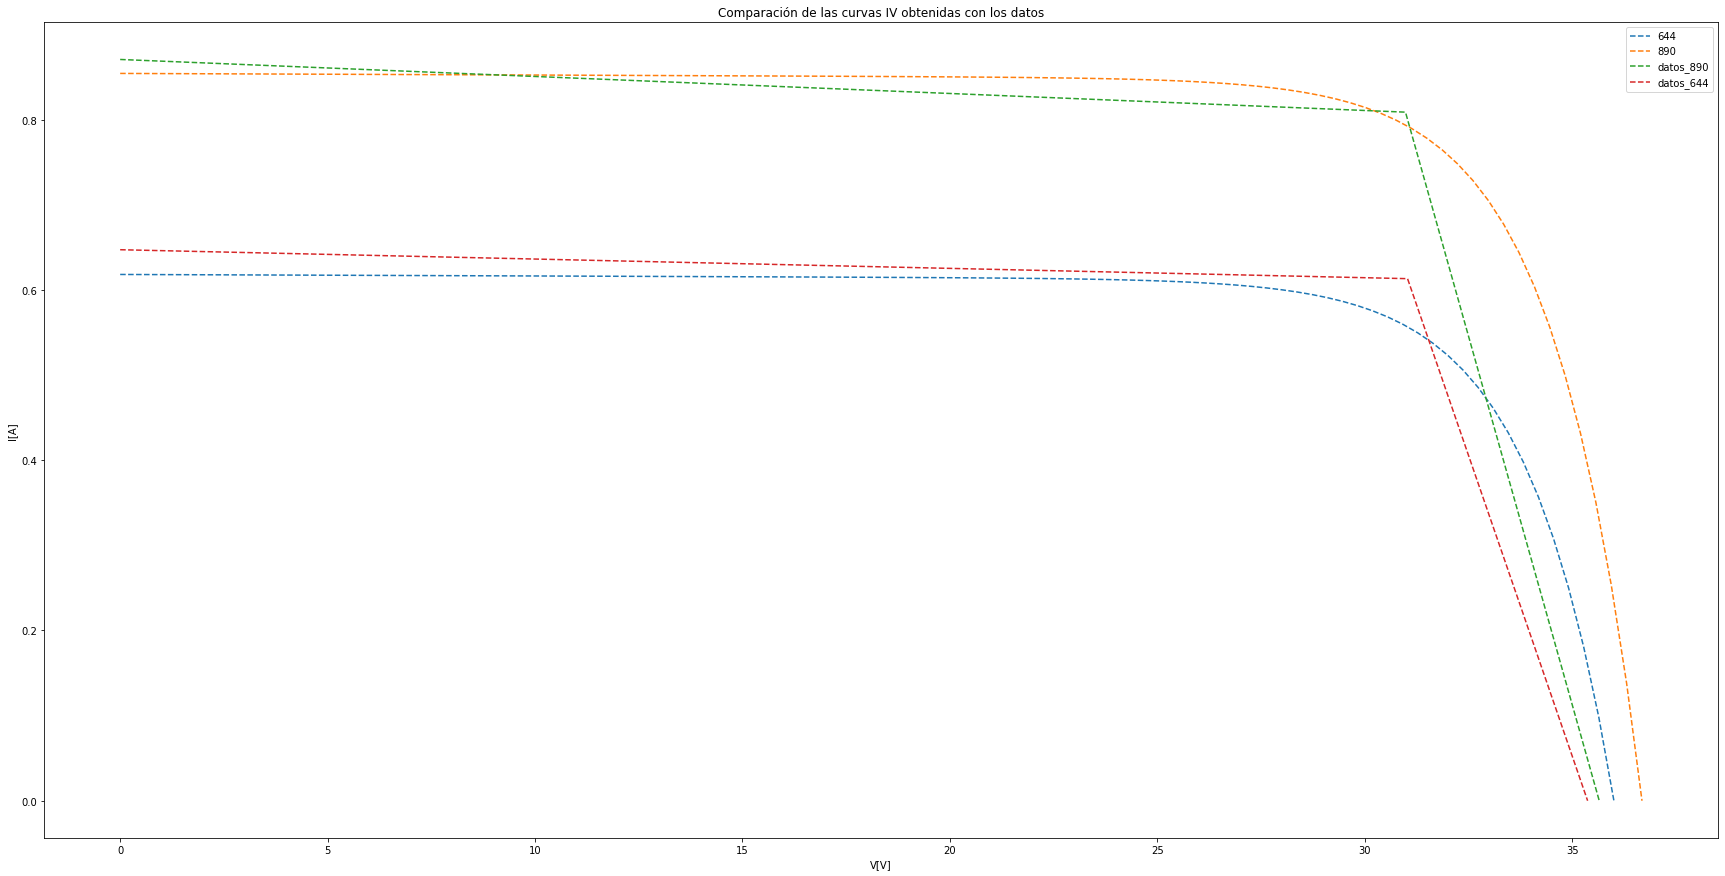 Comparación de las curvas IV obtenidas con los datos
644
890
datos_890
datos_644
I[A]
0.8
0.6
0.4
0.2
0.0
0 5 10 15 20 25 30 35
V[V]